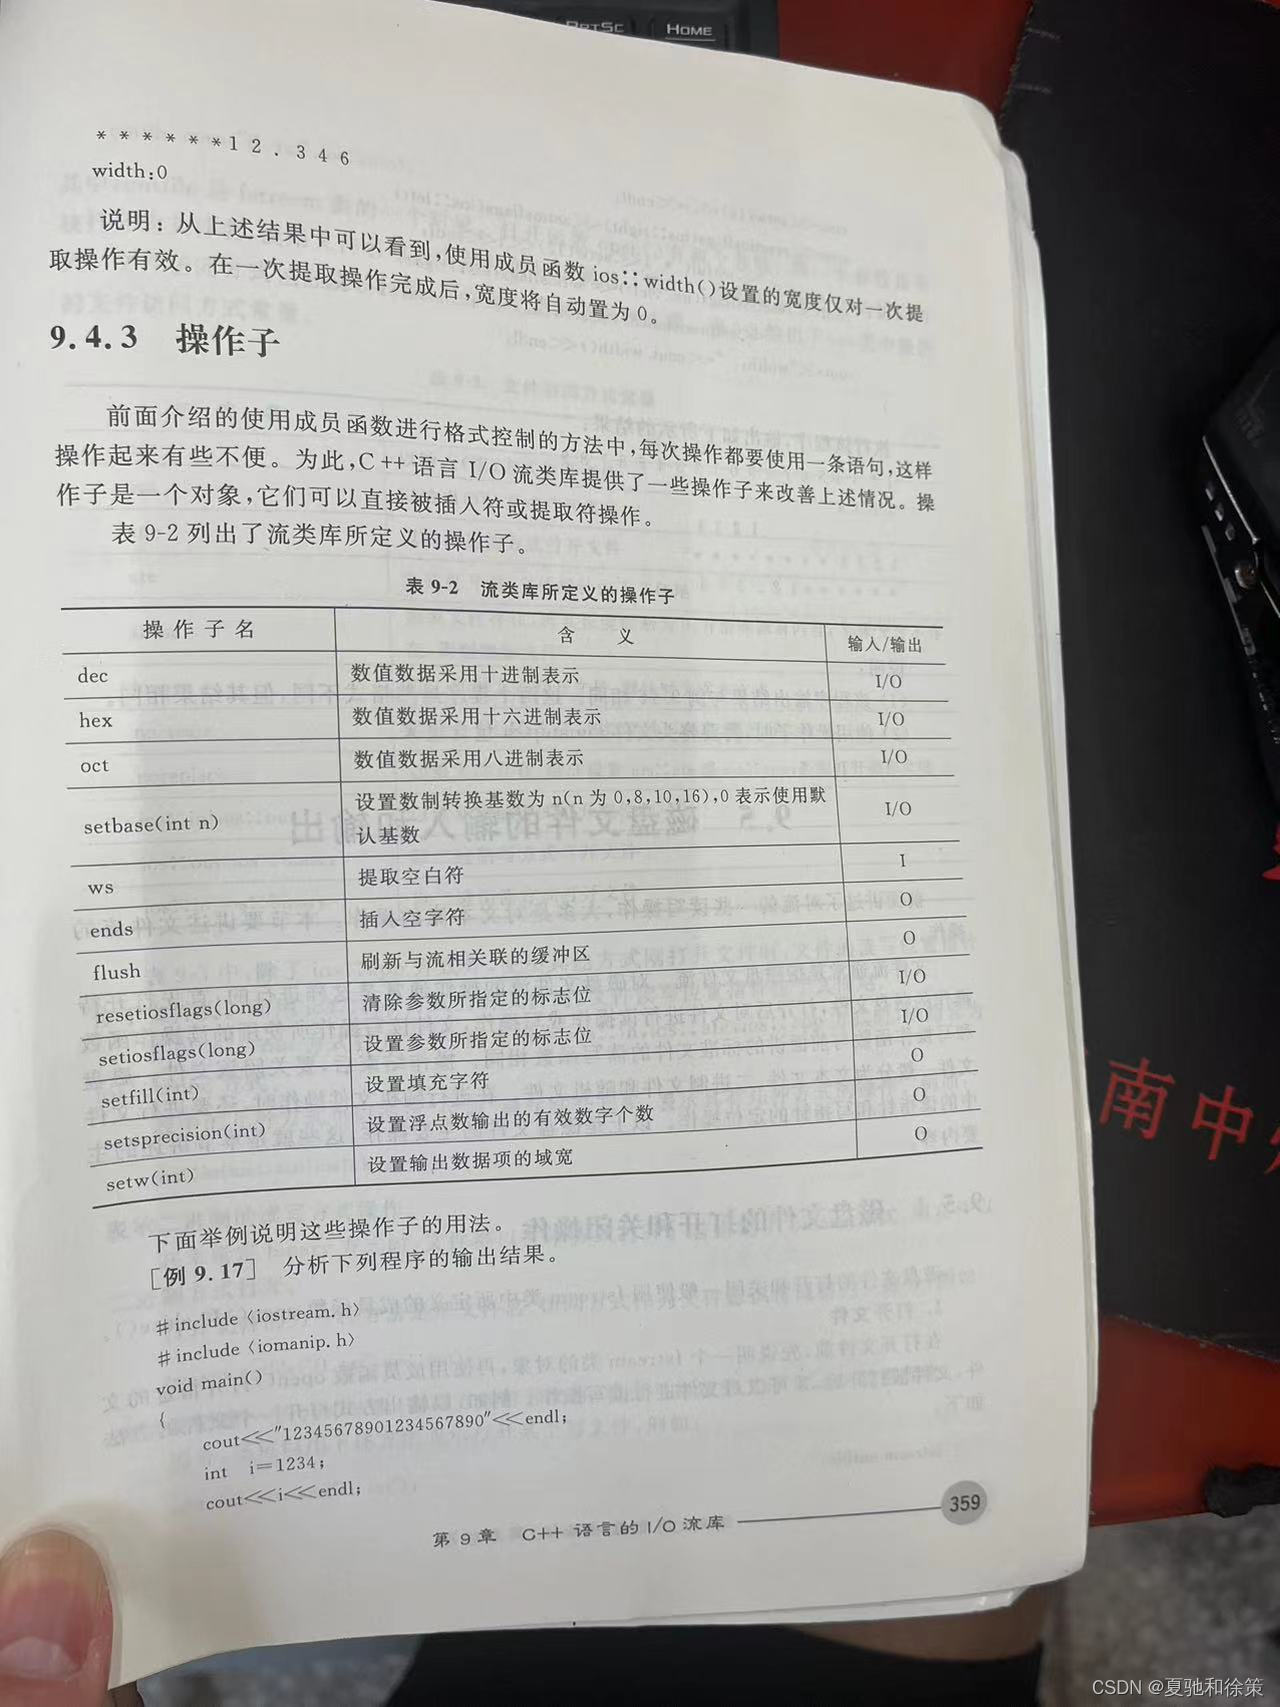 PRTSC HOME
******12.346
width:0
说明：从上述结果中可以看到，使用成员函数 ios::width()设置的宽度仅对一次提
取操作有效。在一次提取操作完成后，宽度将自动置为 0。
9.4.3 操作子
前面介绍的使用成员函数进行格式控制的方法中，每次操作都要使用一条语句，这样
操作起来有些不便。为此，C++语言 I/O 流类库提供了一些操作子来改善上述情况。操
作子是一个对象，它们可以直接被插入符或提取符操作。
表 9-2 列出了流类库所定义的操作子。
表 9-2 流类库所定义的操作子
操作子名 含义 输入/输出
dec 数值数据采用十进制表示 I/O
hex 数值数据采用十六进制表示 I/O
oct 数值数据采用八进制表示 I/O
setbase(int n) 设置数制转换基数为 n(n 为 0,8,10,16),0 表示使用默 I/O
认基数
ws 提取空白符 I
ends 插入空字符 O
flush 刷新与流相关联的缓冲区 O
resetiosflags(long) 清除参数所指定的标志位 I/O
setiosflags(long) 设置参数所指定的标志位 I/O
setfill(int) 设置填充字符 O
setsprecision(int) 设置浮点数输出的有效数字个数 O
setw(int) 设置输出数据项的域宽 O
下面举例说明这些操作子的用法。
[例 9.17] 分析下列程序的输出结果。
#include <iostream.h>
#include <iomanip.h>
void main()
{
cout<<"12345678901234567890"<<endl;
int i=1234;
cout<<i<<endl;
第 9 章 C++ 语言的 I/O 流库 359
南中
CSDN @夏驰和徐策